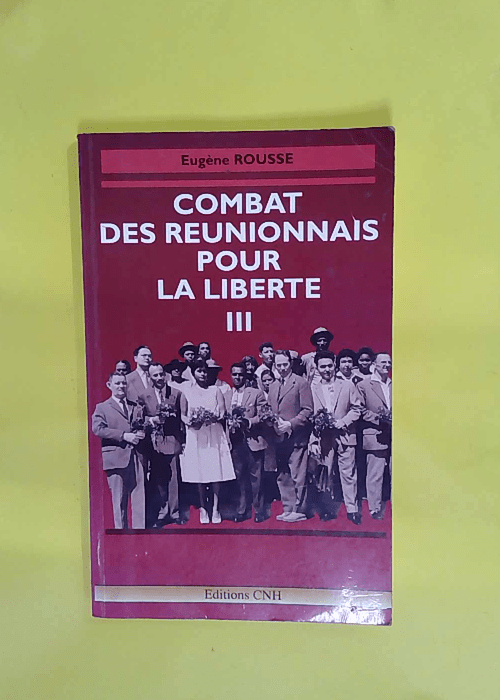 Eugène ROUSSE
COMBAT
DES REUNIONNAIS
POUR
LA LIBERTE
III
Editions CNH